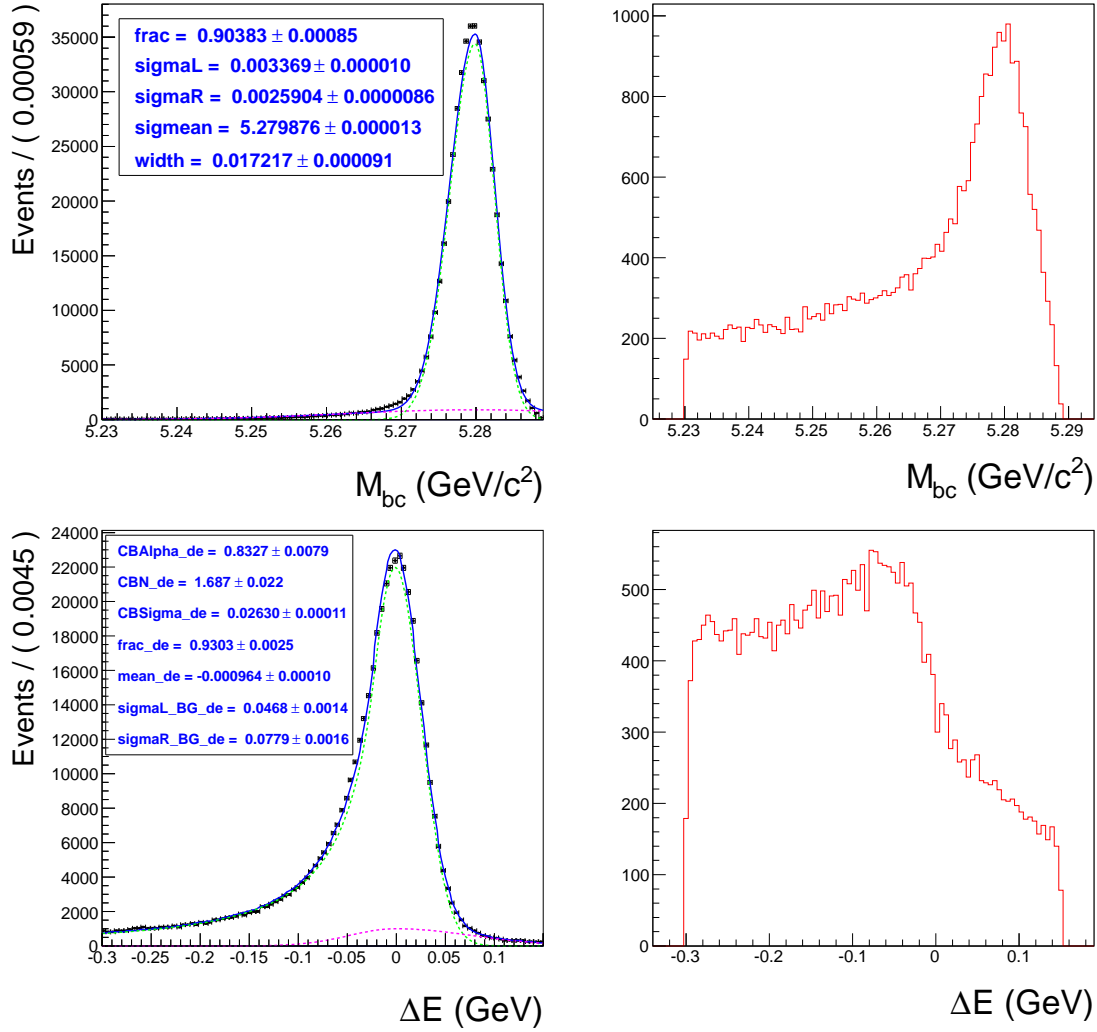 Events / ( 0.00059 )
35000
30000
25000
20000
15000
10000
5000
0
frac = 0.90383 ± 0.00085
sigmaL = 0.003369 ± 0.000010
sigmaR = 0.0025904 ± 0.0000086
sigmean = 5.279876 ± 0.000013
width = 0.017217 ± 0.000091
5.23 5.24 5.25 5.26 5.27 5.28
M_bc (GeV/c²)
1000
800
600
400
200
0
5.23 5.24 5.25 5.26 5.27 5.28 5.29
M_bc (GeV/c²)
Events / ( 0.0045 )
24000
22000
20000
18000
16000
14000
12000
10000
8000
6000
4000
2000
0
CBAlpha_de = 0.8327 ± 0.0079
CBN_de = 1.687 ± 0.022
CBSigma_de = 0.02630 ± 0.00011
frac_de = 0.9303 ± 0.0025
mean_de = -0.000964 ± 0.00010
sigmaL_BG_de = 0.0468 ± 0.0014
sigmaR_BG_de = 0.0779 ± 0.0016
-0.3 -0.25 -0.2 -0.15 -0.1 -0.05 0 0.05 0.1
ΔE (GeV)
500
400
300
200
100
0
-0.3 -0.2 -0.1 0 0.1
ΔE (GeV)